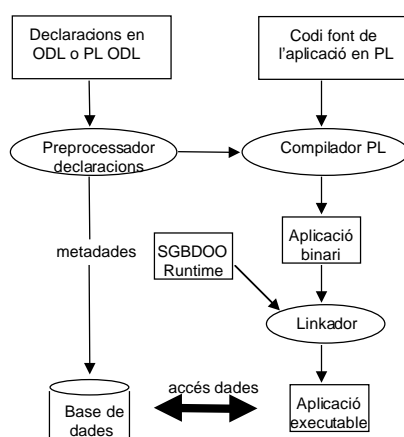 Declaracions en
ODL o PL ODL
Codi font de
l'aplicació en PL
Preprocessador
declaracions
Compilador PL
metadades
SGBDOO
Runtime
Aplicació
binari
Linkador
accés dades
Base de
dades
Aplicació
executable